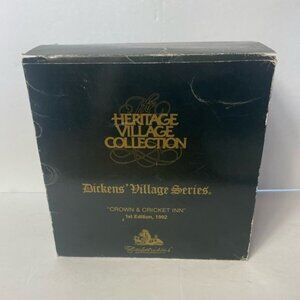 The
HERITAGE
VILLAGE
COLLECTION
Dickens' Village Series®
"CROWN & CRICKET INN"
1st Edition, 1992